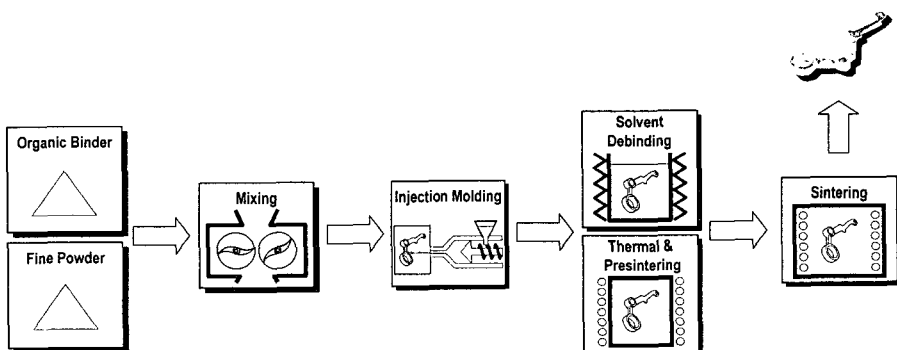 Organic Binder
Fine Powder
Mixing
Injection Molding
Solvent
Debinding
Thermal &
Presintering
Sintering